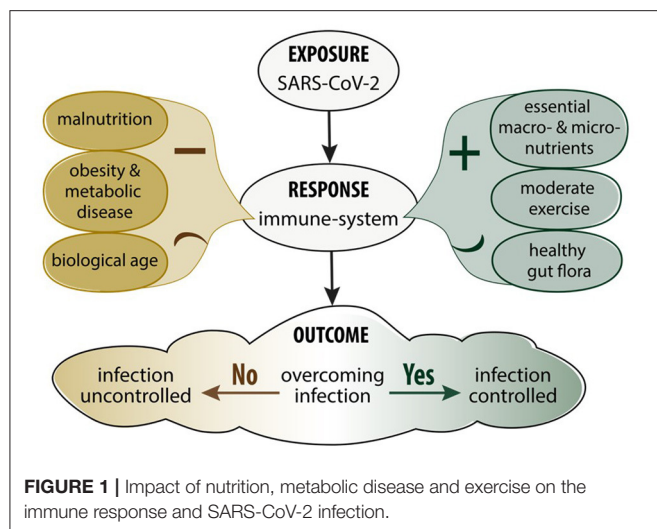 EXPOSURE
SARS-CoV-2
malnutrition
obesity &
metabolic
disease
biological age
−
(
RESPONSE
immune-system
+
)
essential
macro- & micro-
nutrients
moderate
exercise
healthy
gut flora
OUTCOME
infection
uncontrolled
No
overcoming
infection
Yes
infection
controlled
FIGURE 1 | Impact of nutrition, metabolic disease and exercise on the
immune response and SARS-CoV-2 infection.